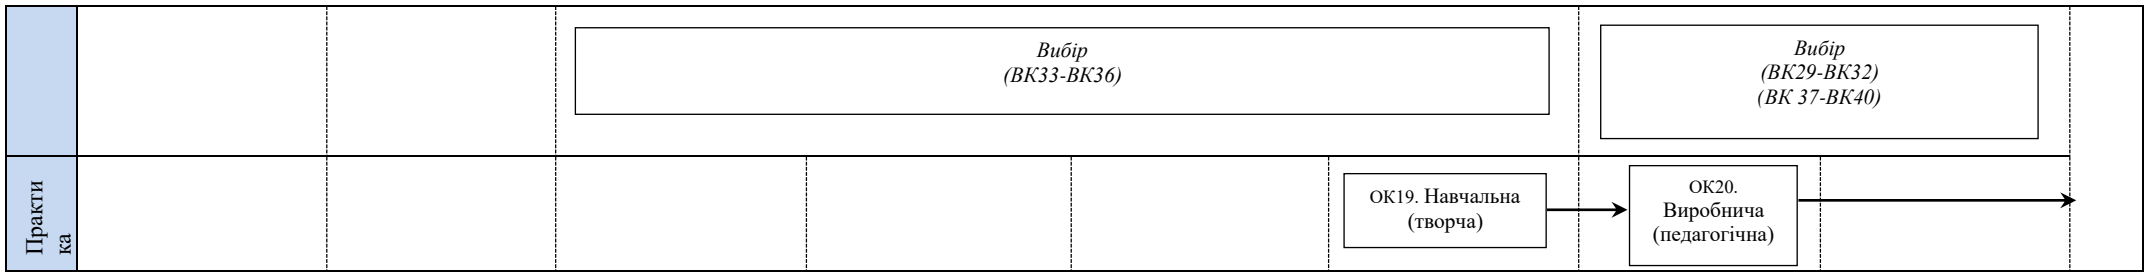 Вибір
(ВК33-ВК36)
Вибір
(ВК29-ВК32)
(ВК 37-ВК40)
Практи
ка
ОК19. Навчальна
(творча)
ОК20.
Виробнича
(педагогічна)